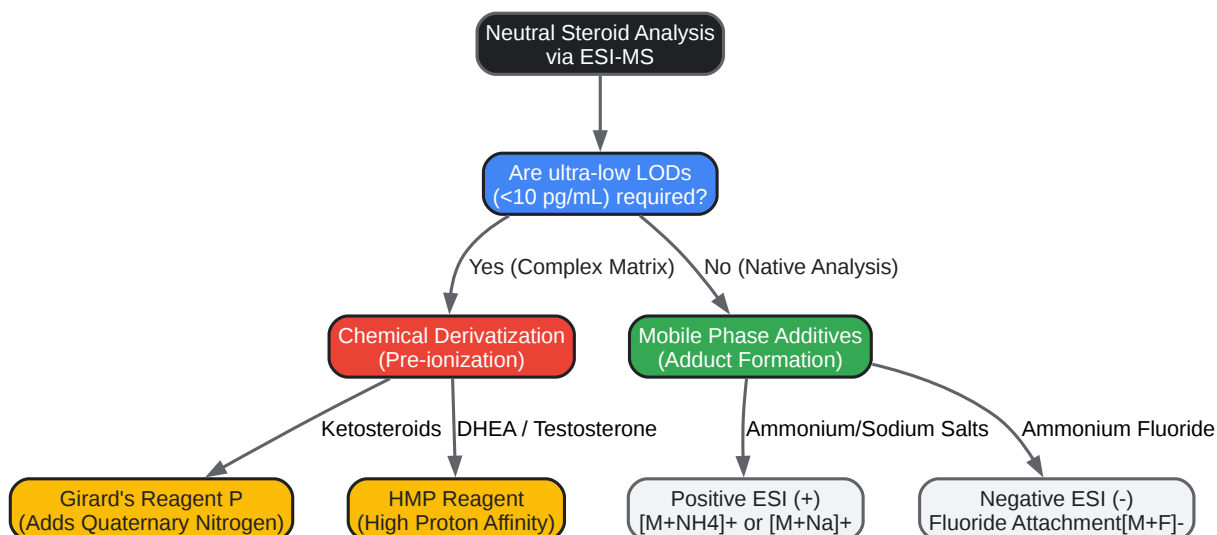 Neutral Steroid Analysis
via ESI-MS
Are ultra-low LODs
(<10 pg/mL) required?
Yes (Complex Matrix)
No (Native Analysis)
Chemical Derivatization
(Pre-ionization)
Mobile Phase Additives
(Adduct Formation)
Ketosteroids
DHEA / Testosterone
Ammonium/Sodium Salts
Ammonium Fluoride
Girard's Reagent P
(Adds Quaternary Nitrogen)
HMP Reagent
(High Proton Affinity)
Positive ESI (+)
[M+NH4]+ or [M+Na]+
Negative ESI (-)
Fluoride Attachment[M+F]-